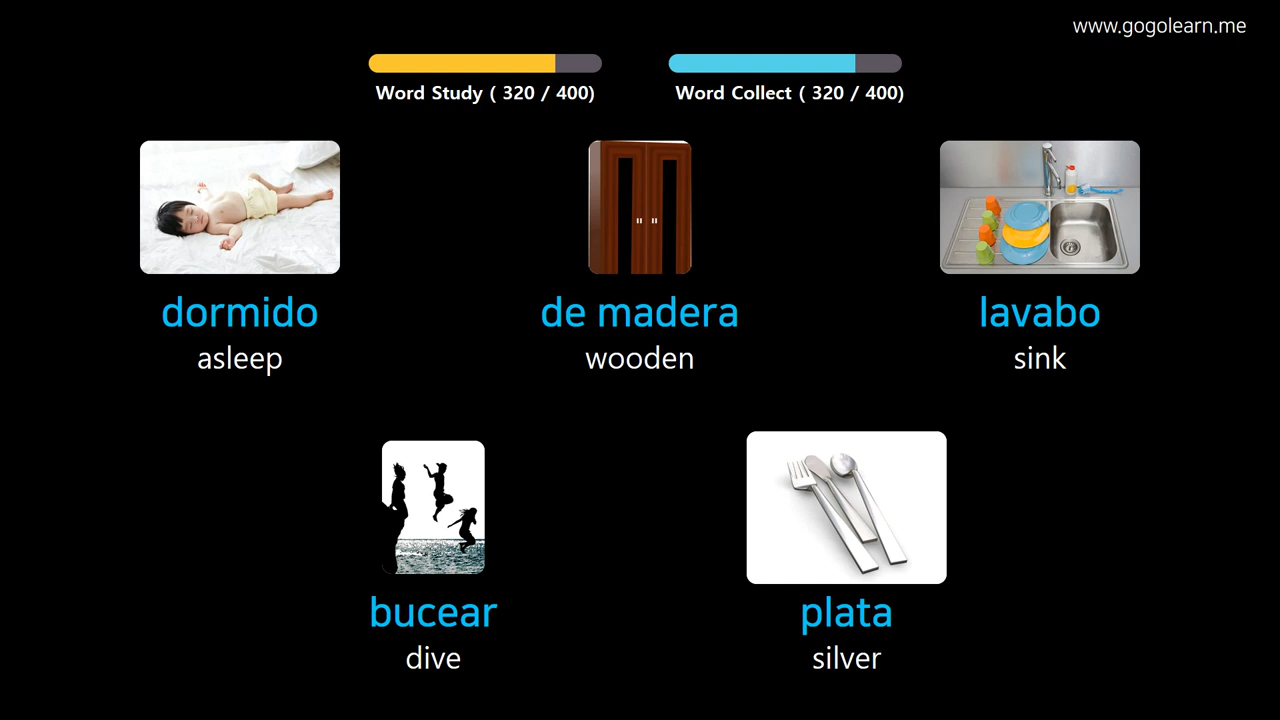 www.gogolearn.me
Word Study ( 320 / 400)
Word Collect ( 320 / 400)
dormido
asleep
de madera
wooden
lavabo
sink
bucear
dive
plata
silver